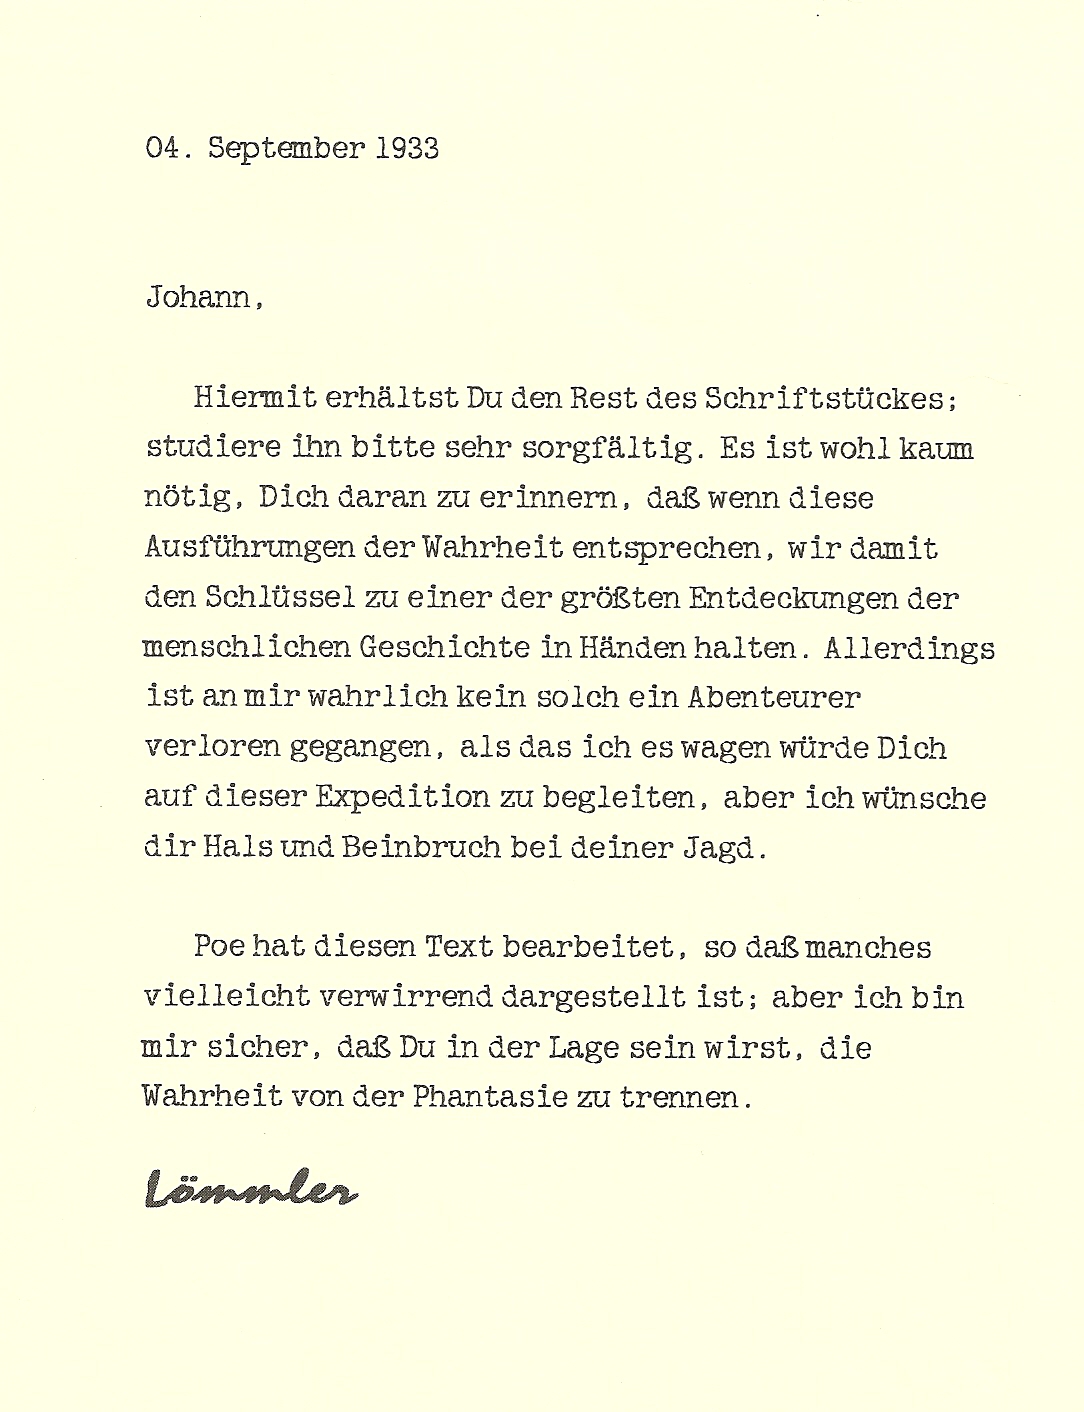 04. September 1933
Johann,
Hiermit erhältst Du den Rest des Schriftstückes;
studiere ihn bitte sehr sorgfältig. Es ist wohl kaum
nötig, Dich daran zu erinnern, daß wenn diese
Ausführungen der Wahrheit entsprechen, wir damit
den Schlüssel zu einer der größten Entdeckungen der
menschlichen Geschichte in Händen halten. Allerdings
ist an mir wahrlich kein solch ein Abenteurer
verloren gegangen, als das ich es wagen würde Dich
auf dieser Expedition zu begleiten, aber ich wünsche
dir Hals und Beinbruch bei deiner Jagd.
Poe hat diesen Text bearbeitet, so daß manches
vielleicht verwirrend dargestellt ist; aber ich bin
mir sicher, daß Du in der Lage sein wirst, die
Wahrheit von der Phantasie zu trennen.
Lömmler